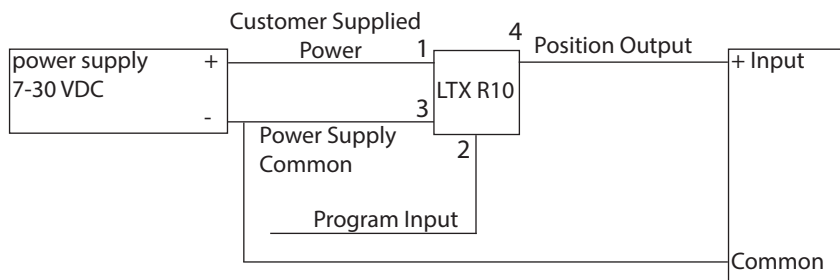 Customer Supplied
Power
1
4
Position Output
power supply
7-30 VDC
+
-
LTX R10
+ Input
3
2
Power Supply
Common
Program Input
Common